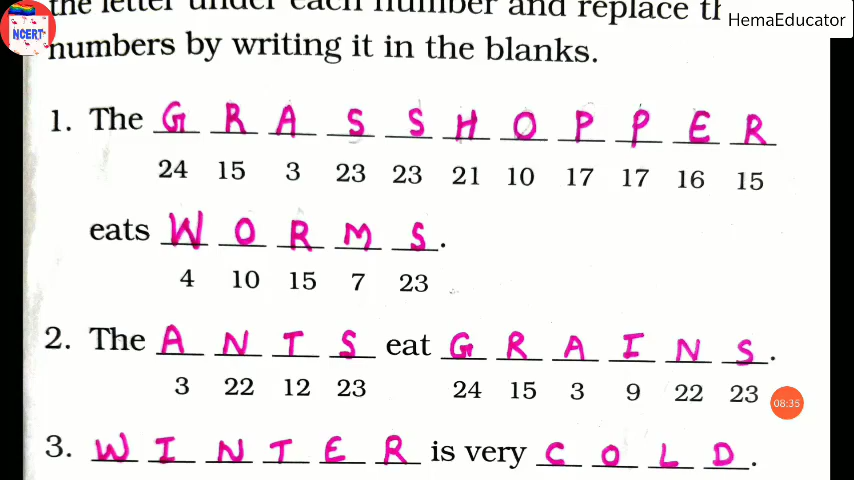 the letter under each number and replace th
HemaEducator
NCERT
numbers by writing it in the blanks.
1. The G R A S S H O P P E R
24 15 3 23 23 21 10 17 17 16 15
eats W O R M S.
4 10 15 7 23
2. The A N T S eat G R A I N S.
3 22 12 23 24 15 3 9 22 23
08:35
3. W I N T E R is very C O L D.